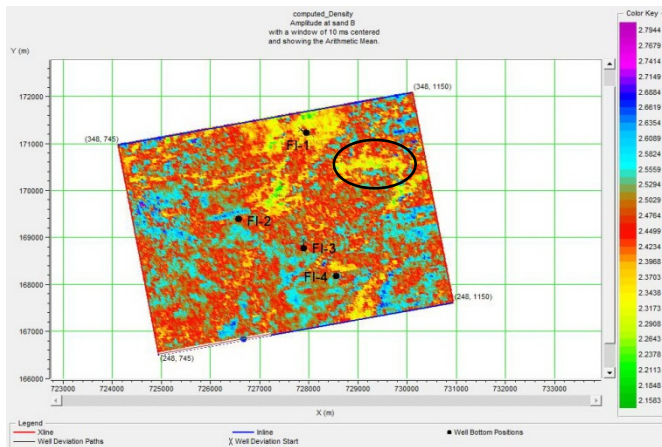 computed_Density
Amplitude at sand B
with a window of 10 ms centered
and showing the Arithmetic Mean.
Color Key
Y (m)
172000
171000
170000
169000
168000
167000
166000
(348, 1150)
(348, 745)
FI-1
FI-2
FI-3
FI-4
(248, 1150)
(248, 745)
723000 724000 725000 726000 727000 728000 729000 730000 731000 732000 733000
X (m)
2.7944
2.7679
2.7414
2.7149
2.6884
2.6619
2.6354
2.6089
2.5824
2.5559
2.5294
2.5029
2.4763
2.4498
2.4233
2.3968
2.3703
2.3438
2.3173
2.2908
2.2643
2.2378
2.2113
2.1848
2.1583
Legend
Xline Inline Well Bottom Positions
Well Deviation Paths Well Deviation Start